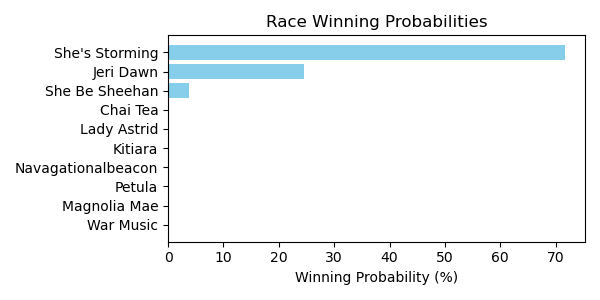 Race Winning Probabilities
She's Storming
Jeri Dawn
She Be Sheehan
Chai Tea
Lady Astrid
Kitiara
Navagationalbeacon
Petula
Magnolia Mae
War Music
0 10 20 30 40 50 60 70
Winning Probability (%)